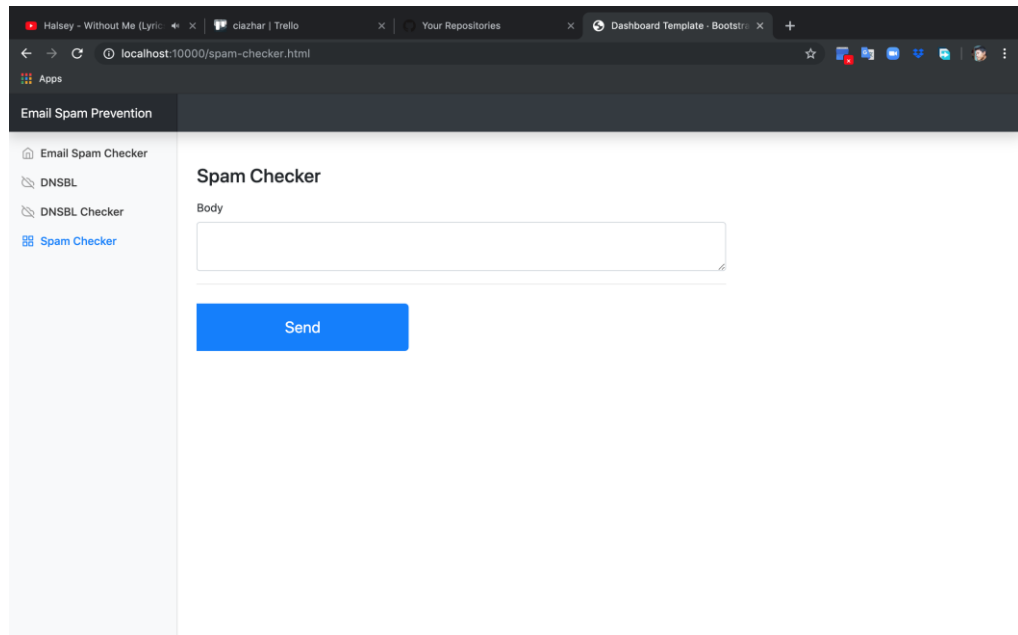 Halsey - Without Me (Lyric
ciazhar | Trello
Your Repositories
Dashboard Template · Bootstra
localhost:10000/spam-checker.html
Apps
Email Spam Prevention
Email Spam Checker
DNSBL
DNSBL Checker
Spam Checker
Spam Checker
Body
Send